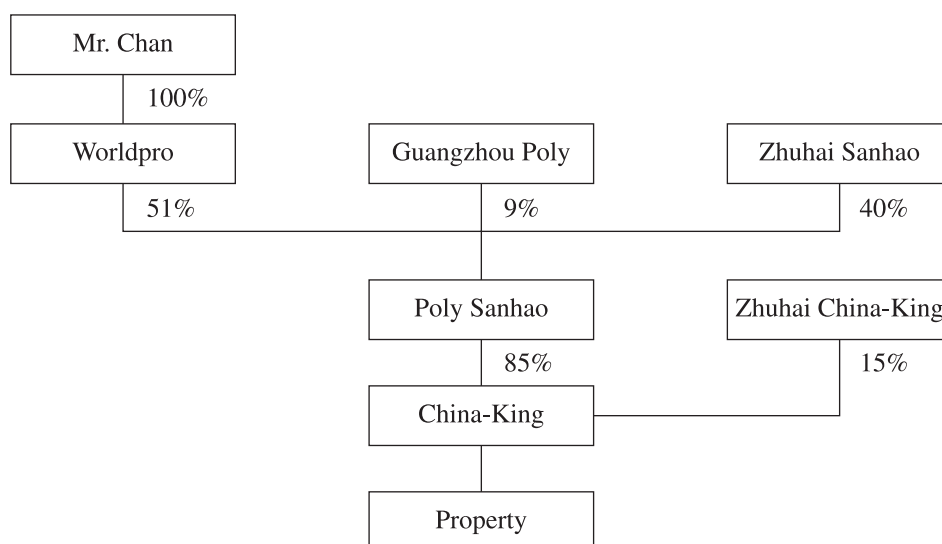 Mr. Chan
100%
Worldpro
Guangzhou Poly
Zhuhai Sanhao
51%
9%
40%
Poly Sanhao
Zhuhai China-King
85%
15%
China-King
Property